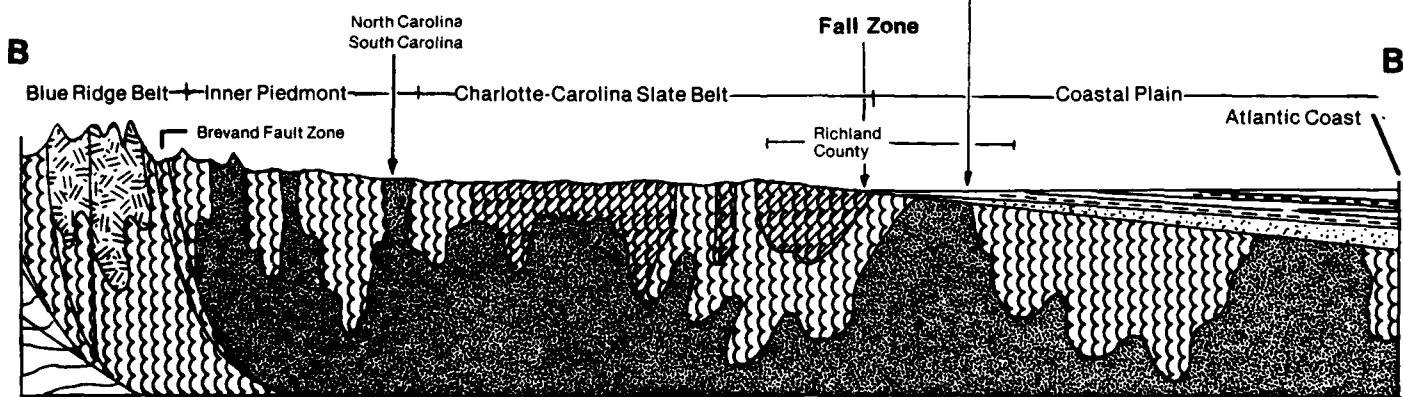 North Carolina
South Carolina
Fall Zone
B
B
Blue Ridge Belt
Inner Piedmont
Charlotte-Carolina Slate Belt
Coastal Plain
Atlantic Coast
Brevand Fault Zone
Richland
County